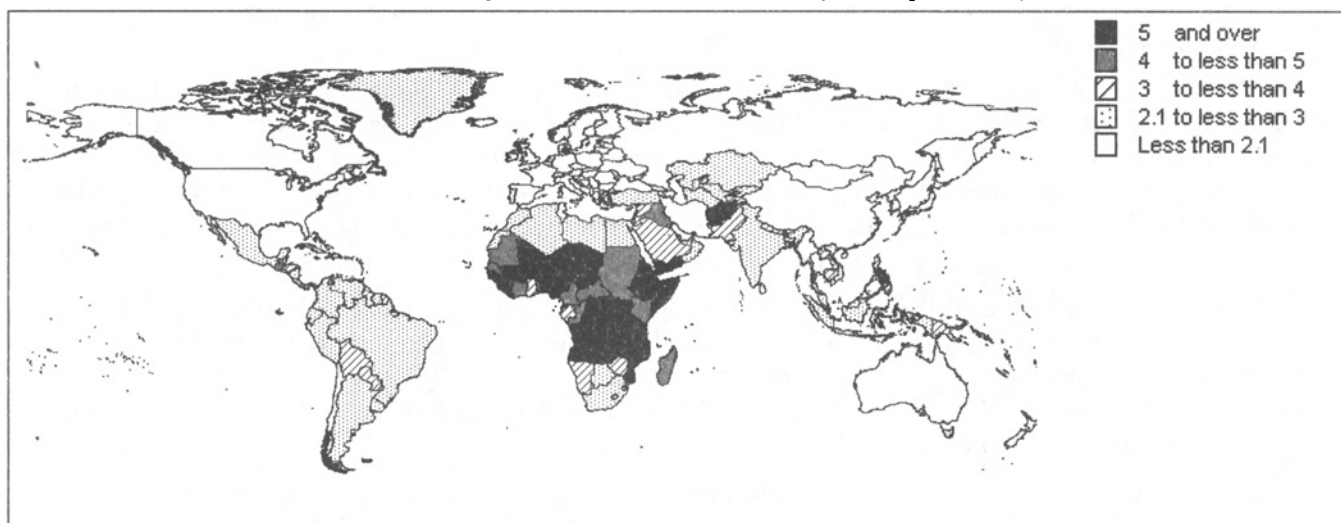 5 and over
4 to less than 5
3 to less than 4
2.1 to less than 3
Less than 2.1